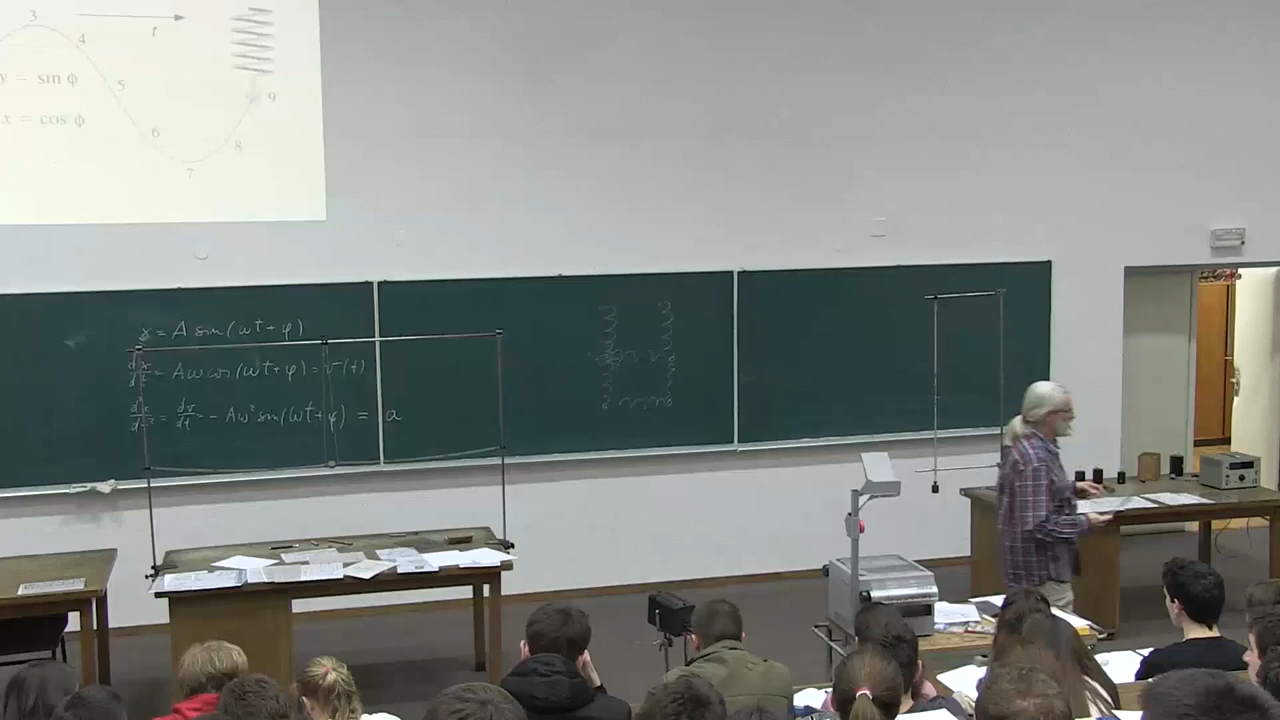 3
t
4
y = sin ϕ
5
9
x = cos ϕ
6
8
7
x = A sin(ωt + φ)
dx/dt = Aω cos(ωt + φ) = v(t)
d²x/dt² = dv/dt = -Aω² sin(ωt + φ) = a